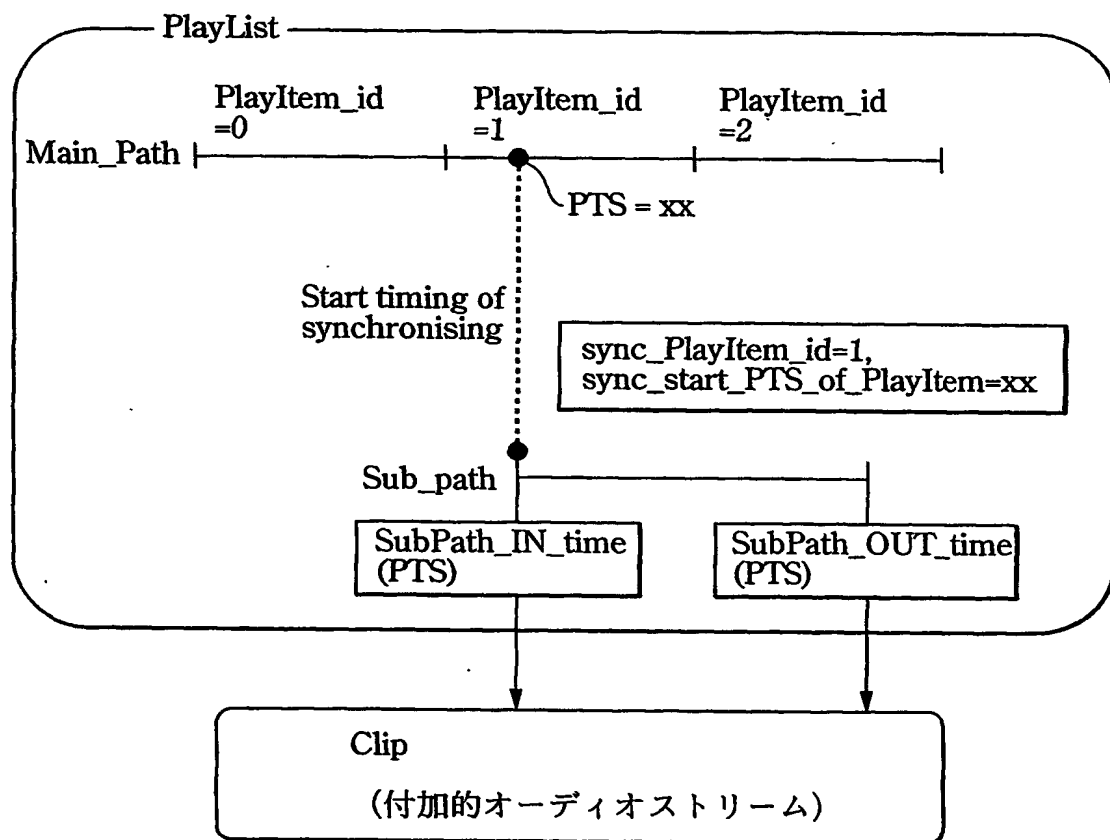 PlayList
PlayItem_id
=0
PlayItem_id
=1
PlayItem_id
=2
Main_Path
PTS = xx
Start timing of
synchronising
sync_PlayItem_id=1,
sync_start_PTS_of_PlayItem=xx
Sub_path
SubPath_IN_time
(PTS)
SubPath_OUT_time
(PTS)
Clip
(付加的オーディオストリーム)